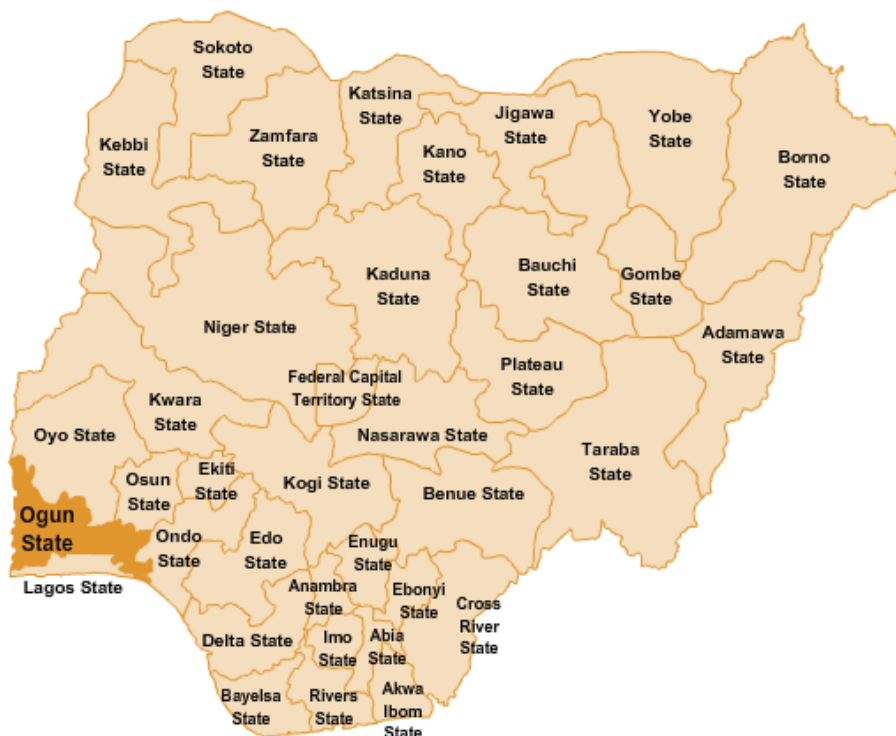 Sokoto
State
Katsina
State
Jigawa
State
Yobe
State
Kebbi
State
Zamfara
State
Kano
State
Borno
State
Kaduna
State
Bauchi
State
Gombe
State
Niger State
Adamawa
State
Federal Capital
Territory State
Plateau
State
Kwara
State
Oyo State
Nasarawa State
Taraba
State
Osun
State
Ekiti
State
Kogi State
Benue State
Ogun
State
Ondo
State
Edo
State
Enugu
State
Lagos State
Anambra
State
Ebonyi
State
Cross
River
State
Delta State
Imo
State
Abia
State
Bayelsa
State
Rivers
State
Akwa
Ibom
State